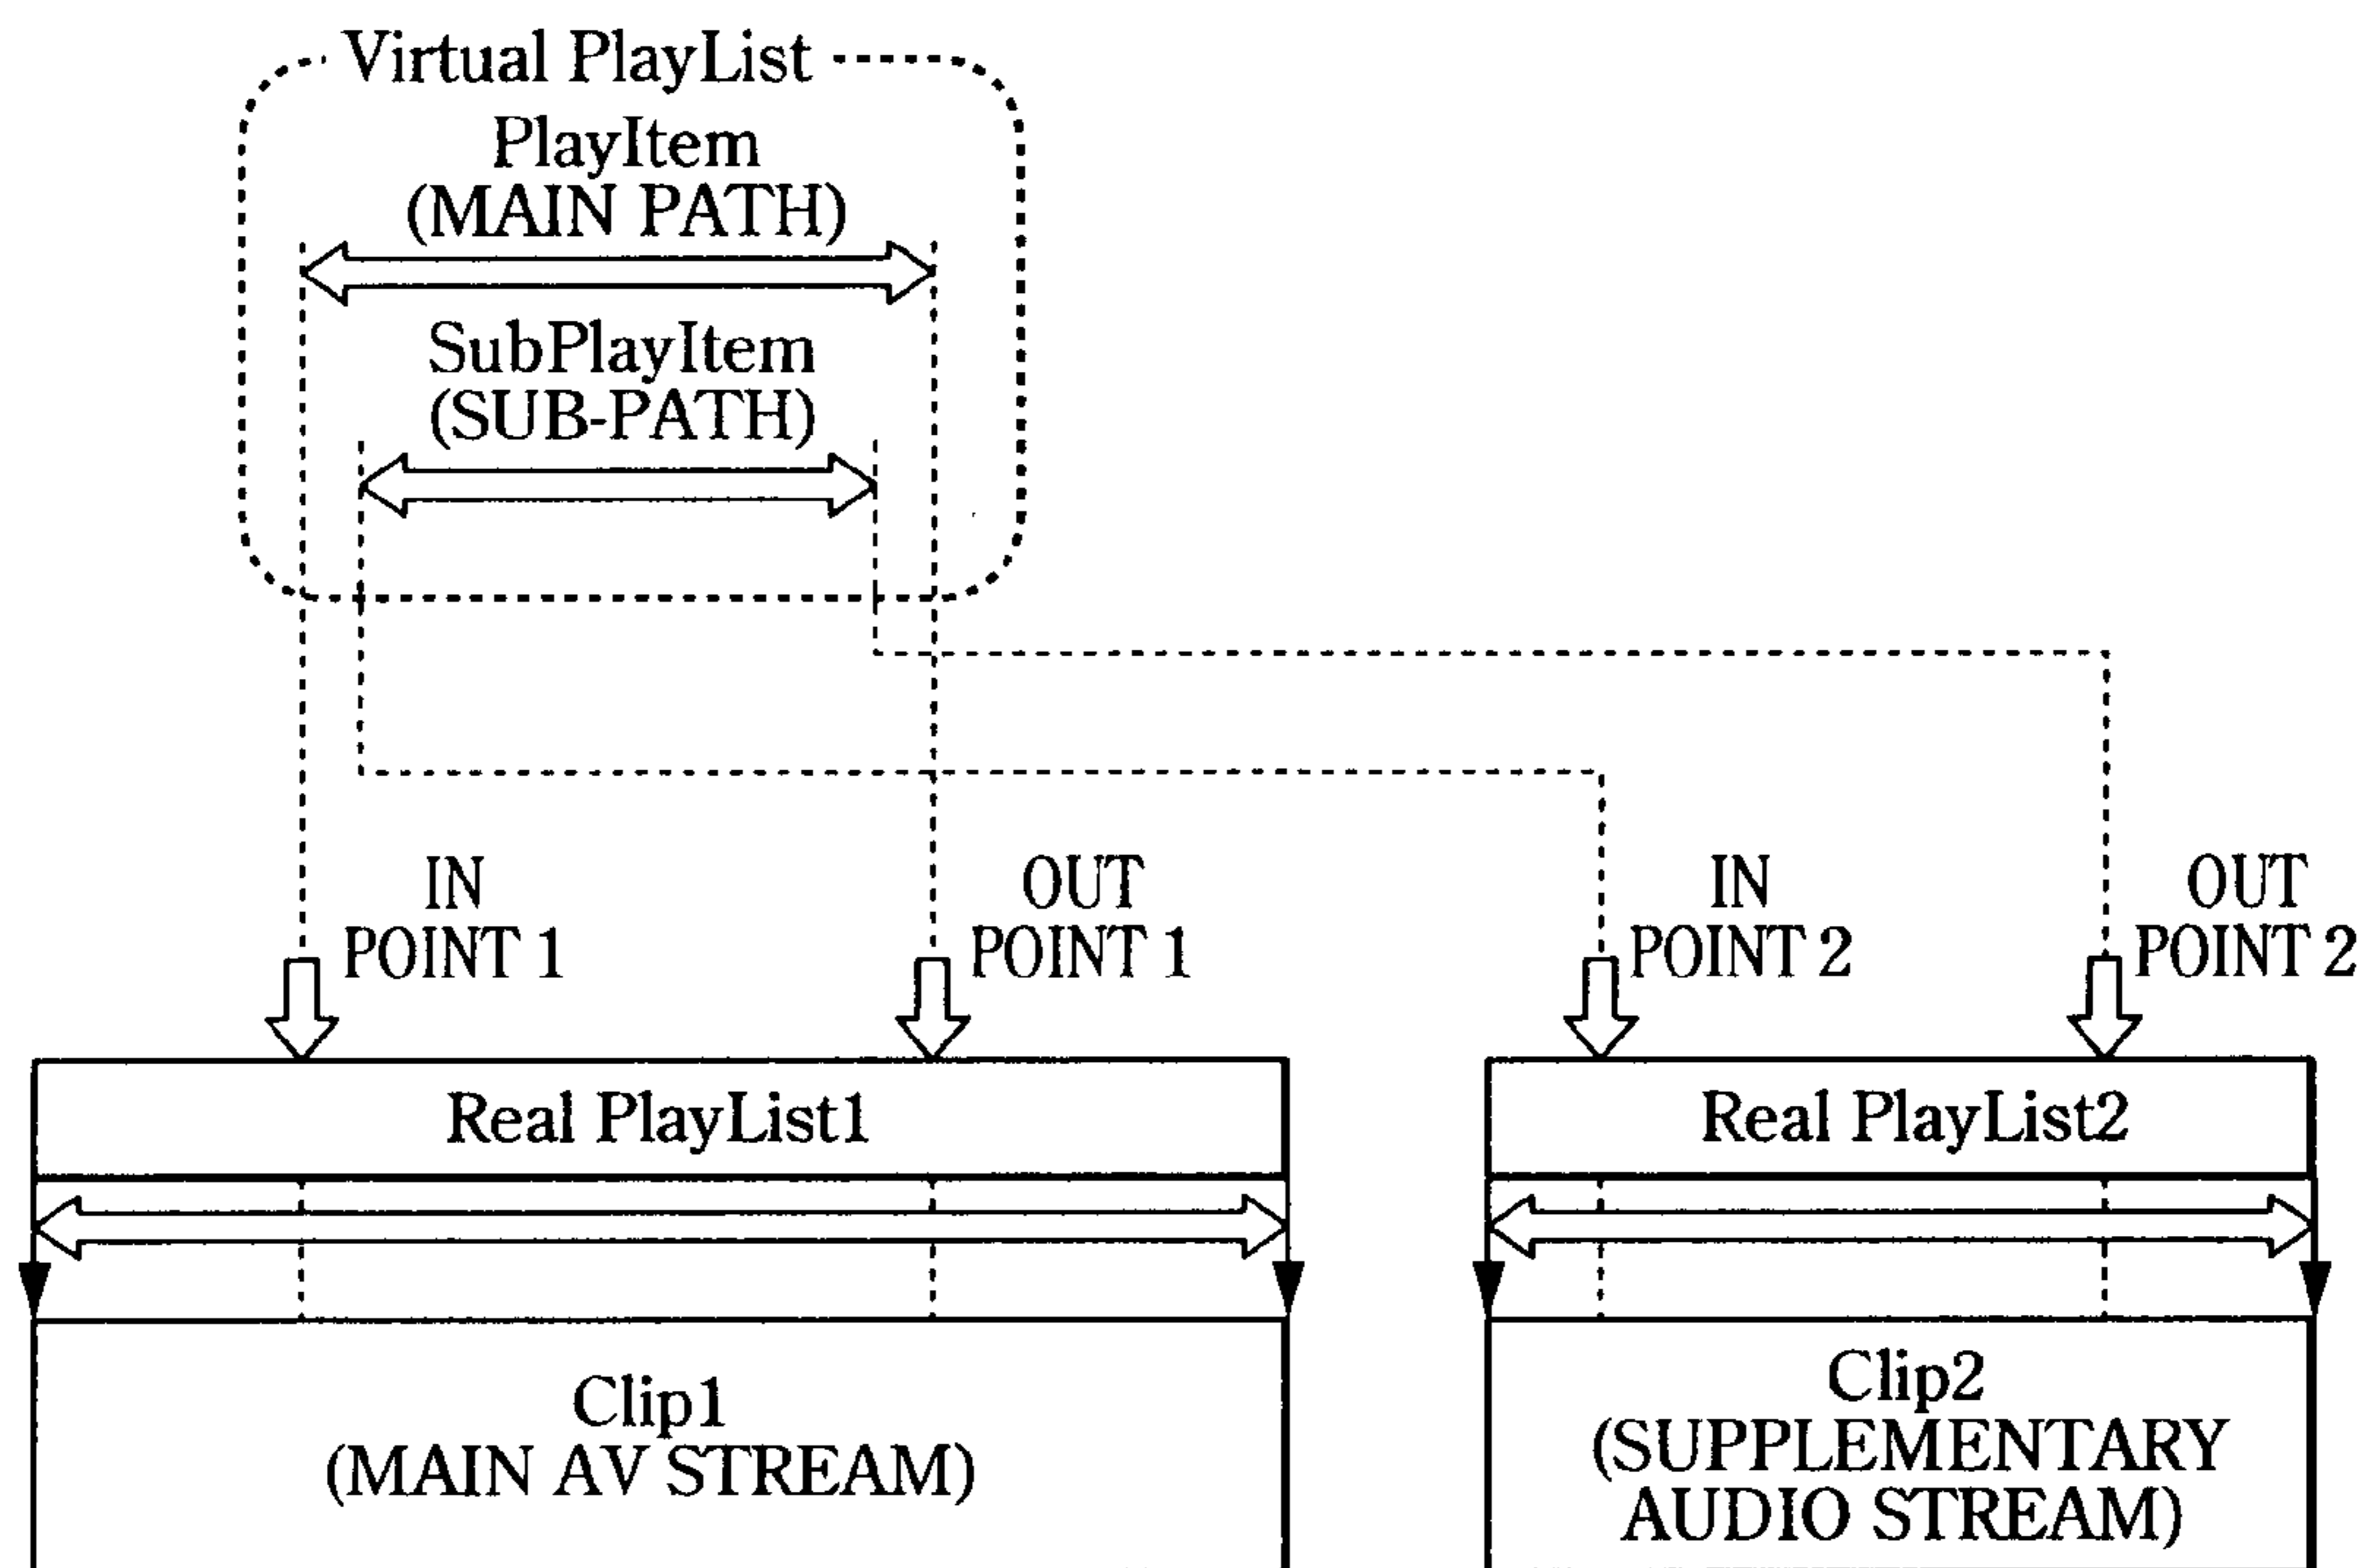 Virtual PlayList
PlayItem
(MAIN PATH)
SubPlayItem
(SUB-PATH)
IN
POINT 1
OUT
POINT 1
IN
POINT 2
OUT
POINT 2
Real PlayList1
Real PlayList2
Clip1
(MAIN AV STREAM)
Clip2
(SUPPLEMENTARY
AUDIO STREAM)